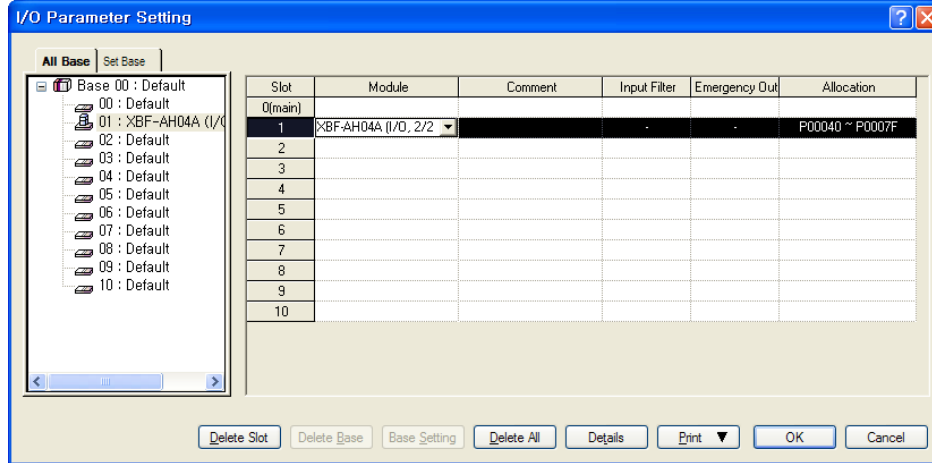 I/O Parameter Setting
All Base Set Base
Base 00 : Default
00 : Default
01 : XBF-AH04A (I/O
02 : Default
03 : Default
04 : Default
05 : Default
06 : Default
07 : Default
08 : Default
09 : Default
10 : Default
Slot Module Comment Input Filter Emergency Out Allocation
0(main)
1 XBF-AH04A (I/O, 2/2 - - P00040 ~ P0007F
2
3
4
5
6
7
8
9
10
Delete Slot Delete Base Base Setting Delete All Details Print ▼ OK Cancel